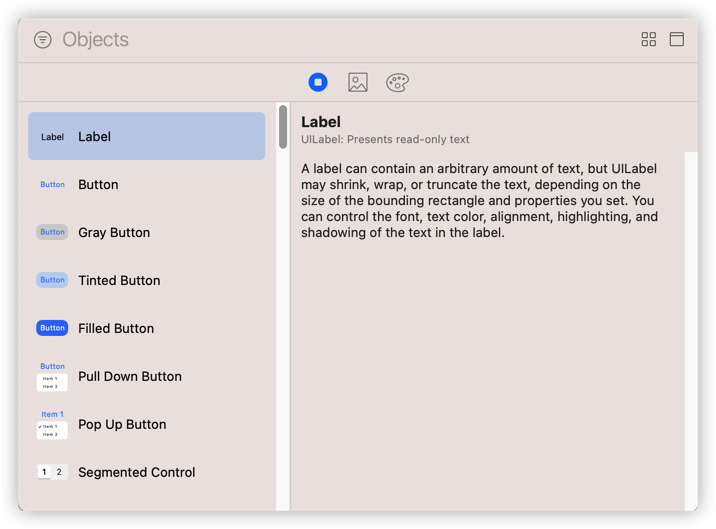 Objects
Label Label
Button Button
Button Gray Button
Button Tinted Button
Button Filled Button
Button
Item 1
Item 2
Pull Down Button
Item 1
✓ Item 1
Item 2
Pop Up Button
1 2 Segmented Control
Label
UILabel: Presents read-only text
A label can contain an arbitrary amount of text, but UILabel
may shrink, wrap, or truncate the text, depending on the
size of the bounding rectangle and properties you set. You
can control the font, text color, alignment, highlighting, and
shadowing of the text in the label.